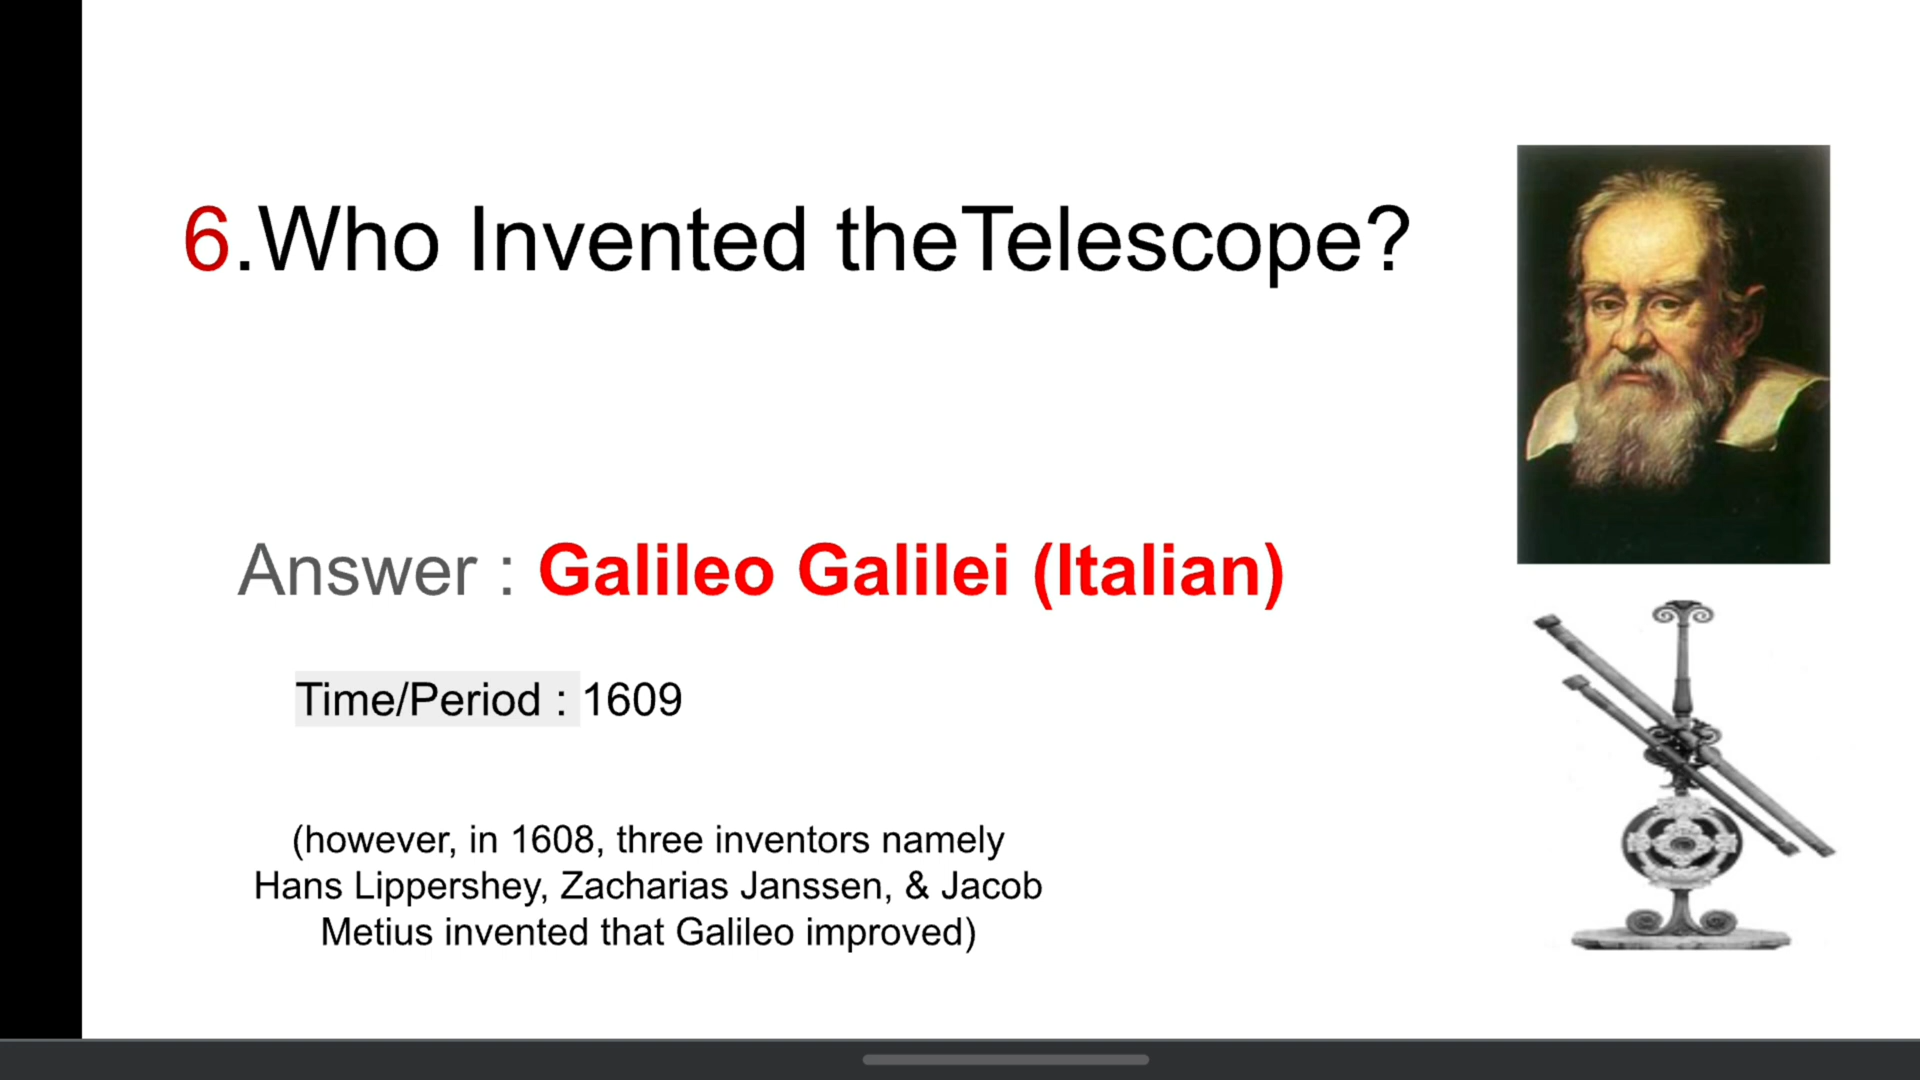 6.Who Invented theTelescope?
Answer : Galileo Galilei (Italian)
Time/Period : 1609
(however, in 1608, three inventors namely
Hans Lippershey, Zacharias Janssen, & Jacob
Metius invented that Galileo improved)